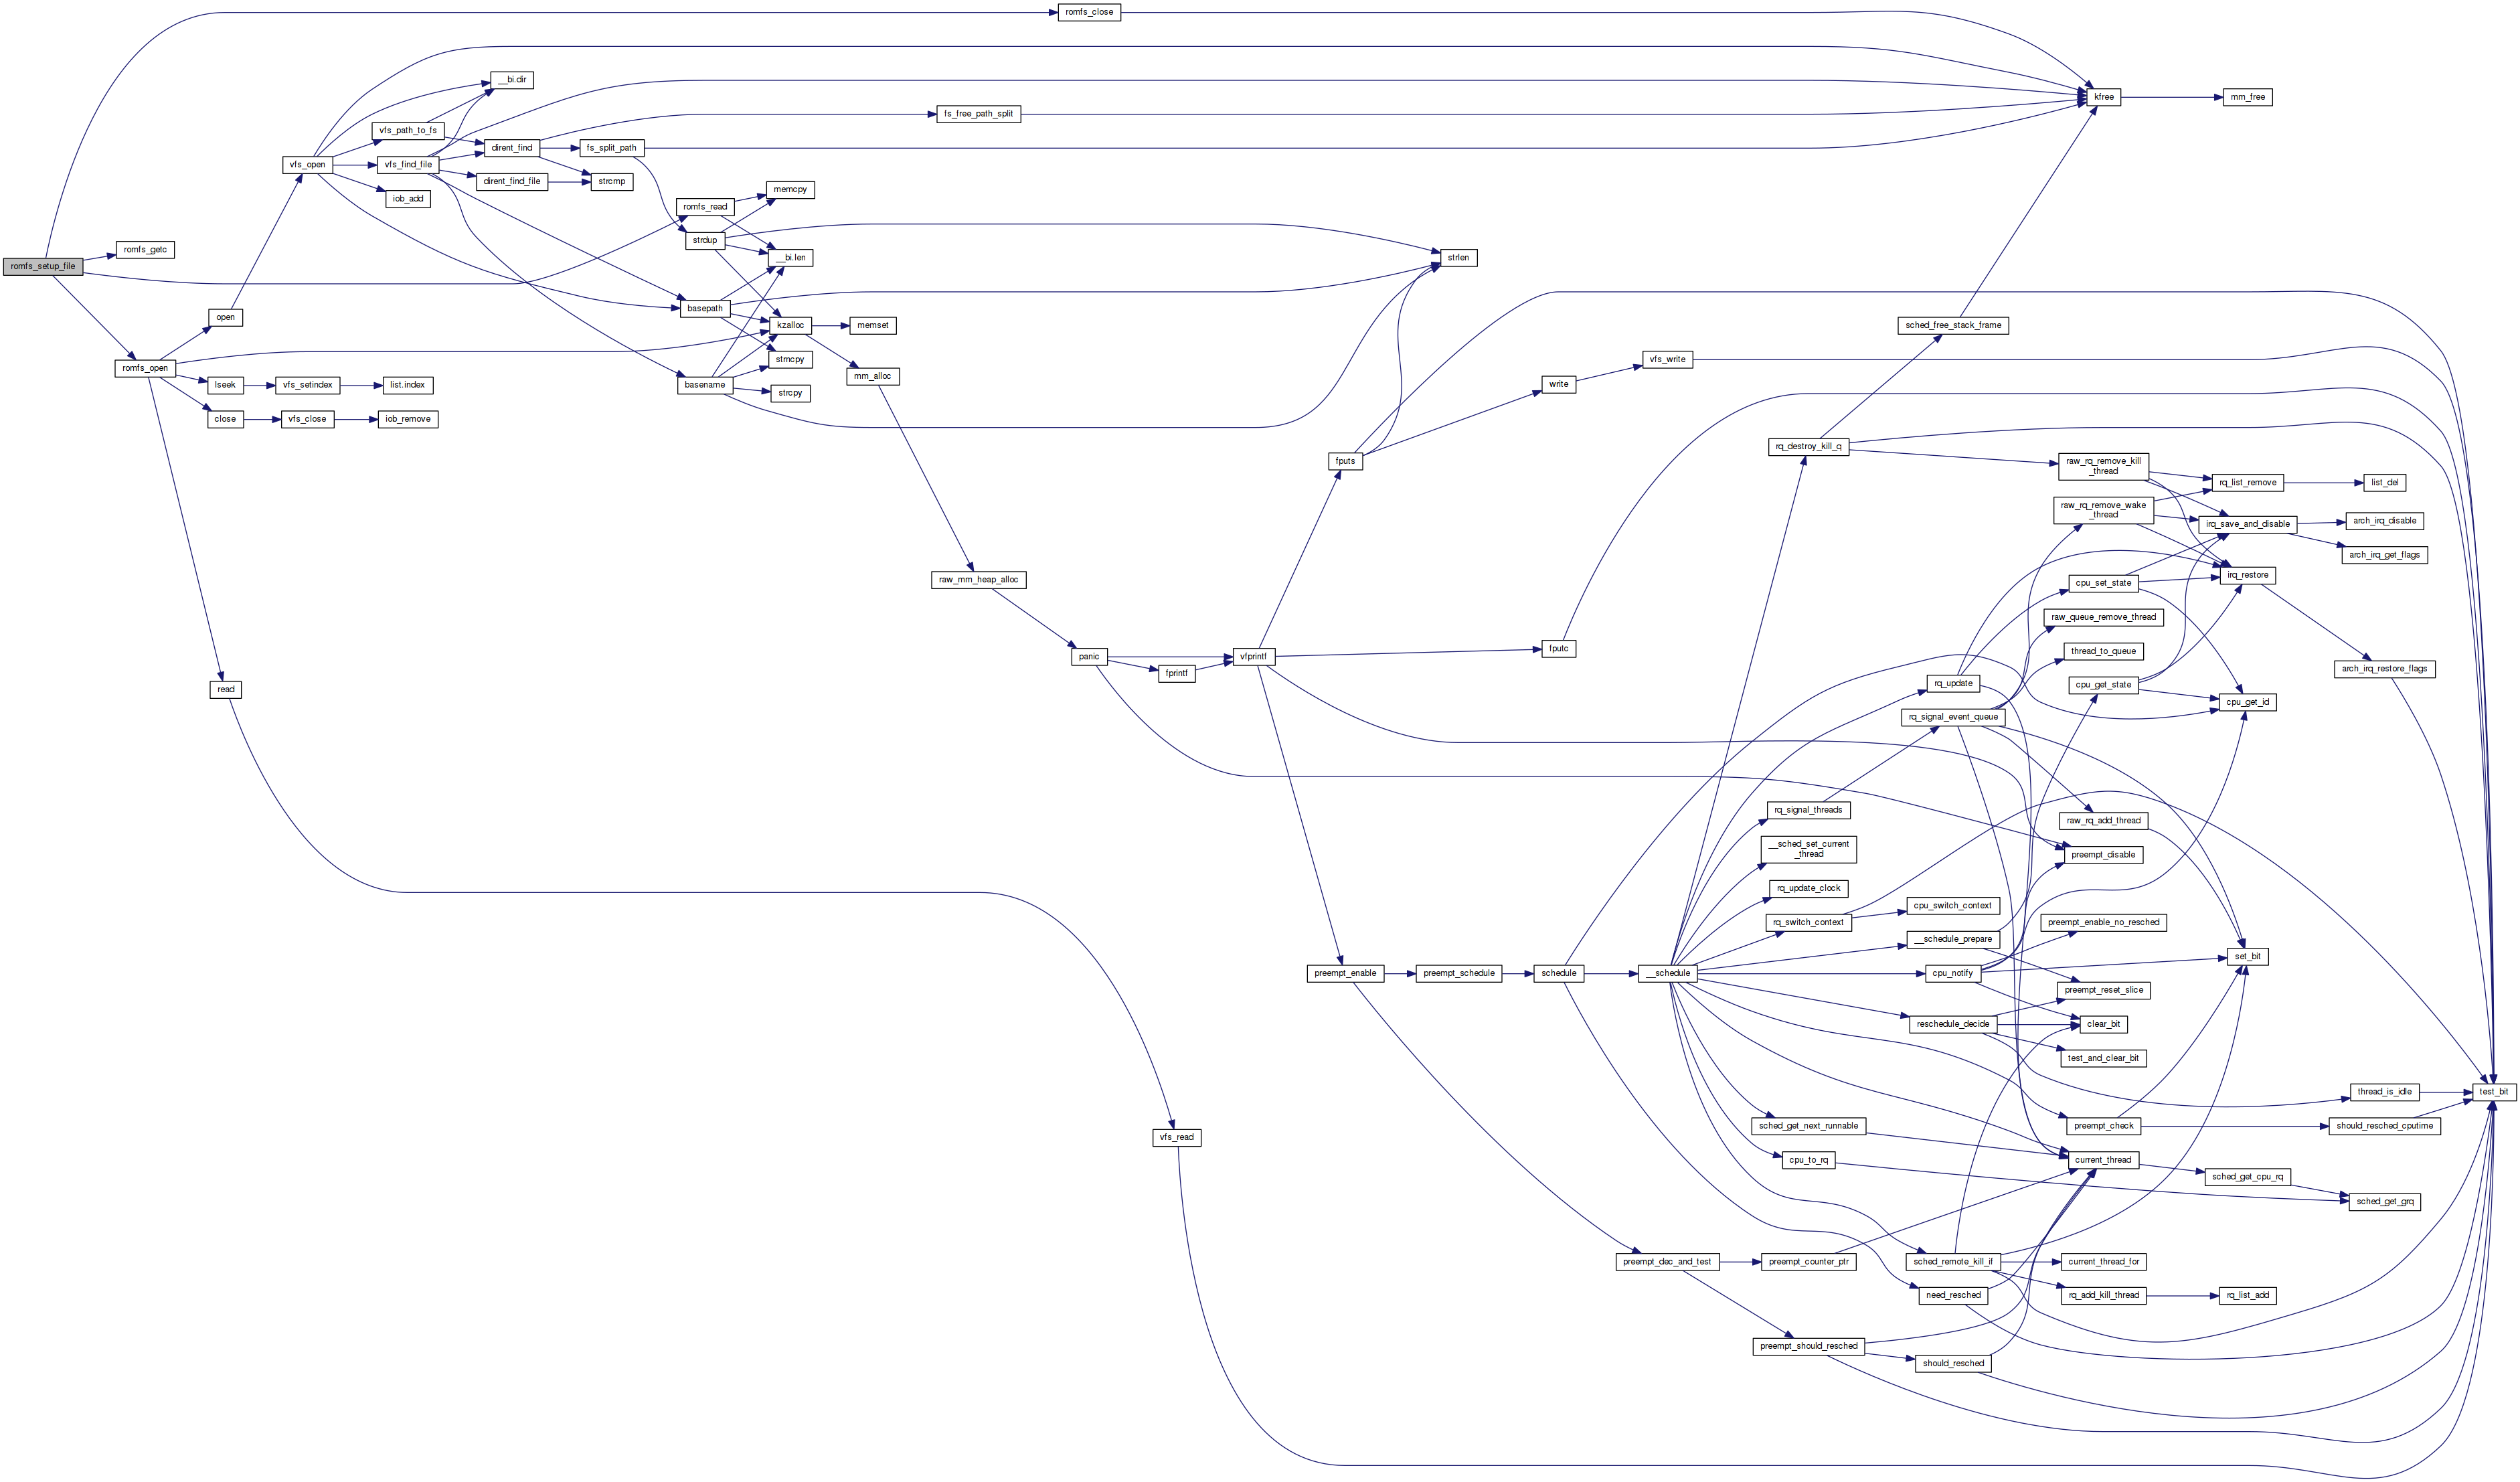 romfs_close
__bi.dir
kfree
mm_free
fs_free_path_split
vfs_path_to_fs
dirent_find
fs_split_path
vfs_open
vfs_find_file
dirent_find_file
strcmp
memcpy
iob_add
romfs_read
strdup
romfs_getc
__bi.len
strlen
romfs_setup_file
basepath
open
kzalloc
memset
sched_free_stack_frame
strncpy
vfs_write
romfs_open
mm_alloc
lseek
vfs_setindex
list.index
basename
strcpy
write
close
vfs_close
iob_remove
rq_destroy_kill_q
fputs
raw_rq_remove_kill
_thread
rq_list_remove
list_del
raw_rq_remove_wake
_thread
irq_save_and_disable
arch_irq_disable
arch_irq_get_flags
raw_mm_heap_alloc
irq_restore
cpu_set_state
raw_queue_remove_thread
fputc
thread_to_queue
panic
vfprintf
fprintf
arch_irq_restore_flags
rq_update
cpu_get_state
read
cpu_get_id
rq_signal_event_queue
rq_signal_threads
raw_rq_add_thread
__sched_set_current
_thread
preempt_disable
rq_update_clock
cpu_switch_context
rq_switch_context
preempt_enable_no_resched
__schedule_prepare
set_bit
preempt_enable
preempt_schedule
schedule
__schedule
cpu_notify
preempt_reset_slice
reschedule_decide
clear_bit
test_and_clear_bit
thread_is_idle
test_bit
sched_get_next_runnable
preempt_check
should_resched_cputime
vfs_read
cpu_to_rq
current_thread
sched_get_cpu_rq
sched_get_grq
preempt_dec_and_test
preempt_counter_ptr
sched_remote_kill_if
current_thread_for
need_resched
rq_add_kill_thread
rq_list_add
preempt_should_resched
should_resched